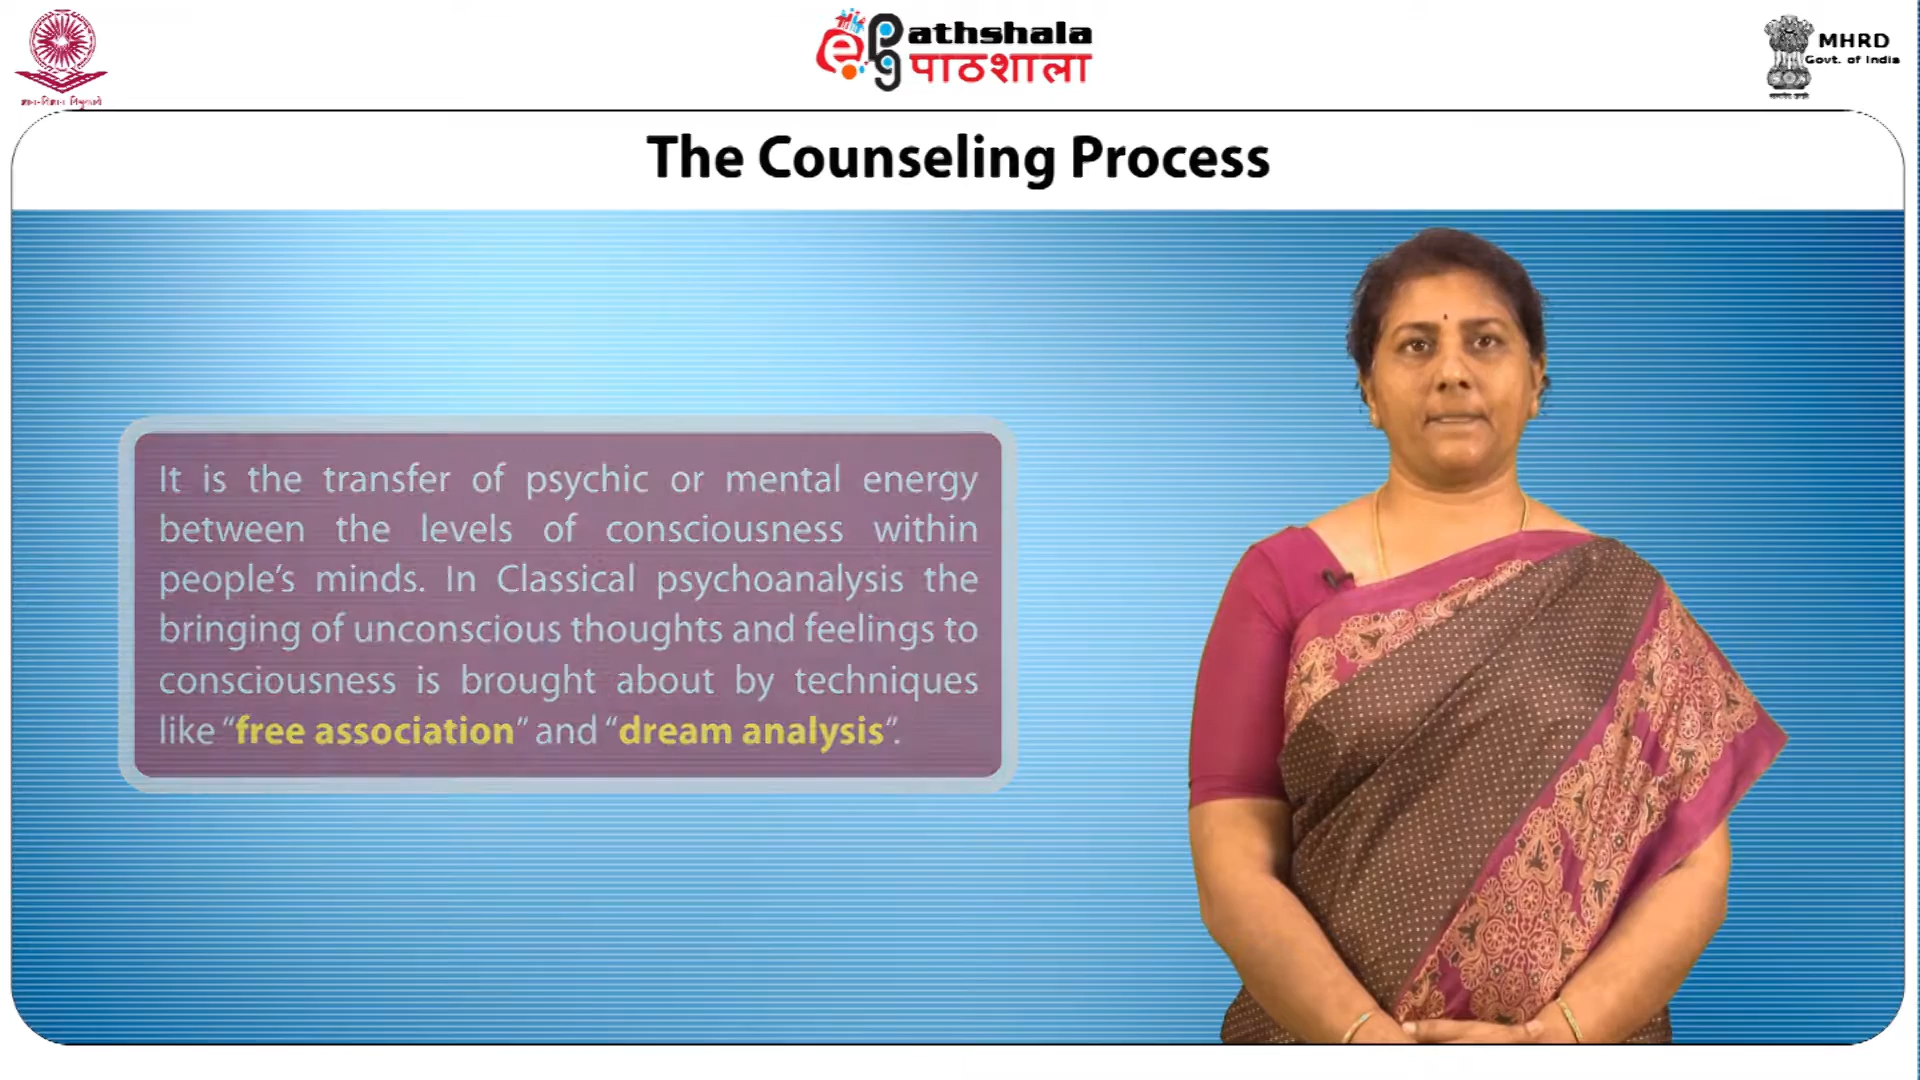 ePG Pathshala
पाठशाला
MHRD
Govt. of India
The Counseling Process
It is the transfer of psychic or mental energy
between the levels of consciousness within
people’s minds. In Classical psychoanalysis the
bringing of unconscious thoughts and feelings to
consciousness is brought about by techniques
like “free association” and “dream analysis”.